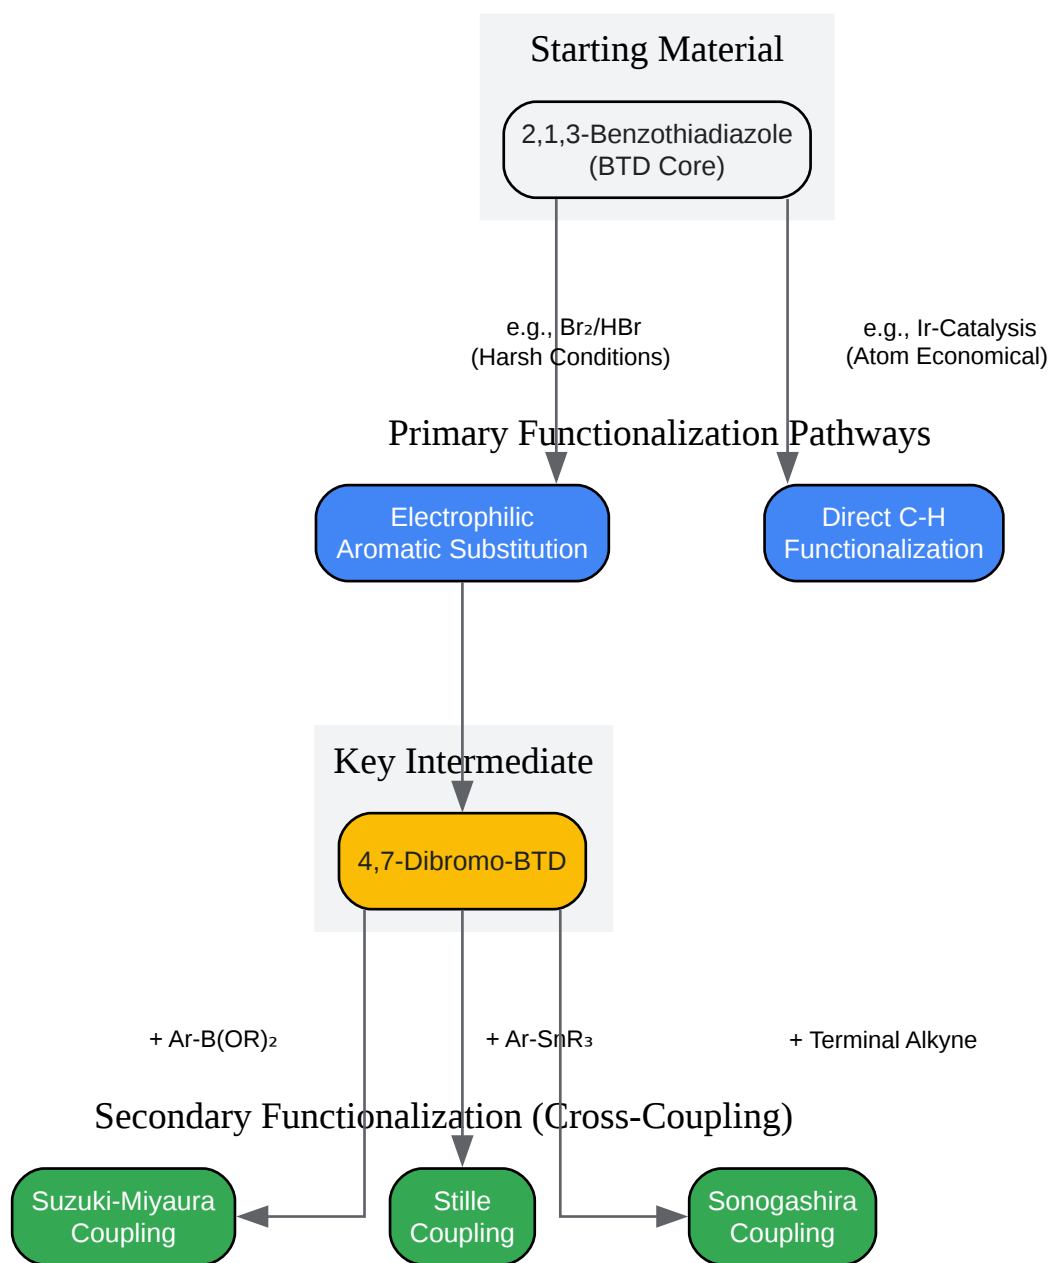 Starting Material
2,1,3-Benzothiadiazole
(BTD Core)
e.g., Br₂/HBr
(Harsh Conditions)
e.g., Ir-Catalysis
(Atom Economical)
Primary Functionalization Pathways
Electrophilic
Aromatic Substitution
Direct C-H
Functionalization
Key Intermediate
4,7-Dibromo-BTD
+ Ar-B(OR)₂
+ Ar-SnR₃
+ Terminal Alkyne
Secondary Functionalization (Cross-Coupling)
Suzuki-Miyaura
Coupling
Stille
Coupling
Sonogashira
Coupling